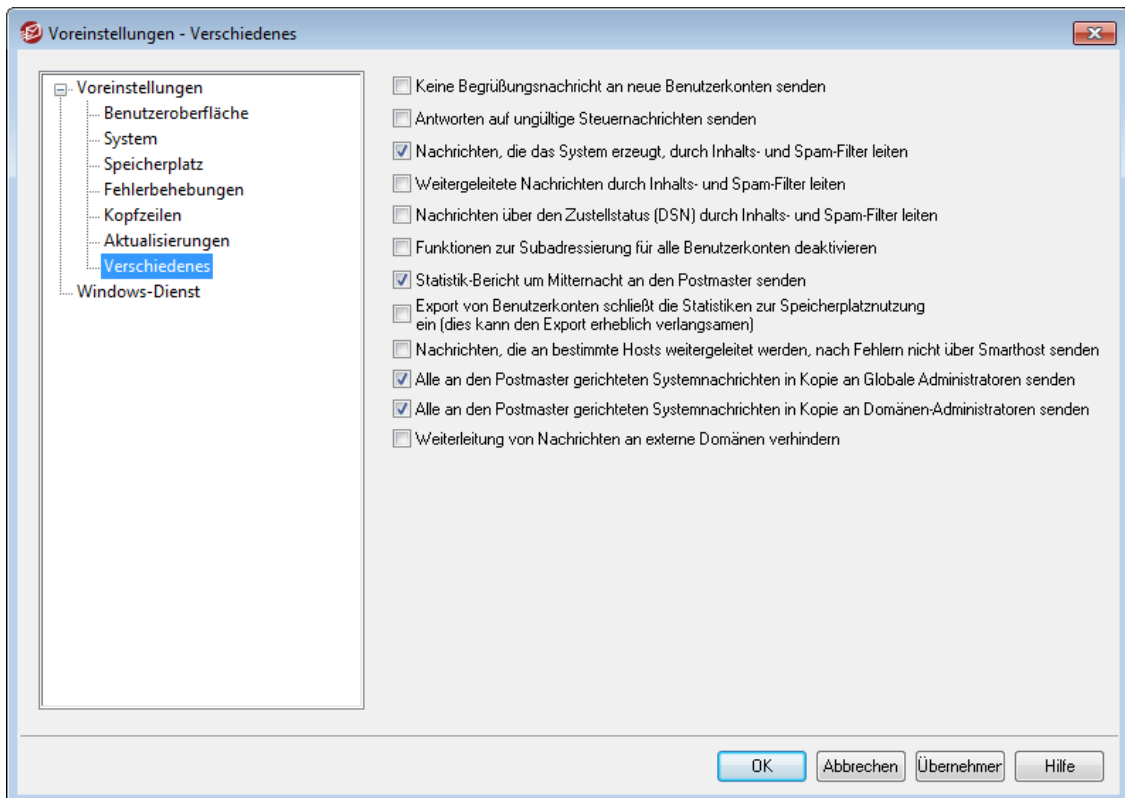 Voreinstellungen - Verschiedenes
Voreinstellungen
Benutzeroberfläche
System
Speicherplatz
Fehlerbehebungen
Kopfzeilen
Aktualisierungen
Verschiedenes
Windows-Dienst
Keine Begrüßungsnachricht an neue Benutzerkonten senden
Antworten auf ungültige Steuernachrichten senden
Nachrichten, die das System erzeugt, durch Inhalts- und Spam-Filter leiten
Weitergeleitete Nachrichten durch Inhalts- und Spam-Filter leiten
Nachrichten über den Zustellstatus (DSN) durch Inhalts- und Spam-Filter leiten
Funktionen zur Subadressierung für alle Benutzerkonten deaktivieren
Statistik-Bericht um Mitternacht an den Postmaster senden
Export von Benutzerkonten schließt die Statistiken zur Speicherplatznutzung
ein (dies kann den Export erheblich verlangsamen)
Nachrichten, die an bestimmte Hosts weitergeleitet werden, nach Fehlern nicht über Smarthost senden
Alle an den Postmaster gerichteten Systemnachrichten in Kopie an Globale Administratoren senden
Alle an den Postmaster gerichteten Systemnachrichten in Kopie an Domänen-Administratoren senden
Weiterleitung von Nachrichten an externe Domänen verhindern
OK
Abbrechen
Übernehmer
Hilfe